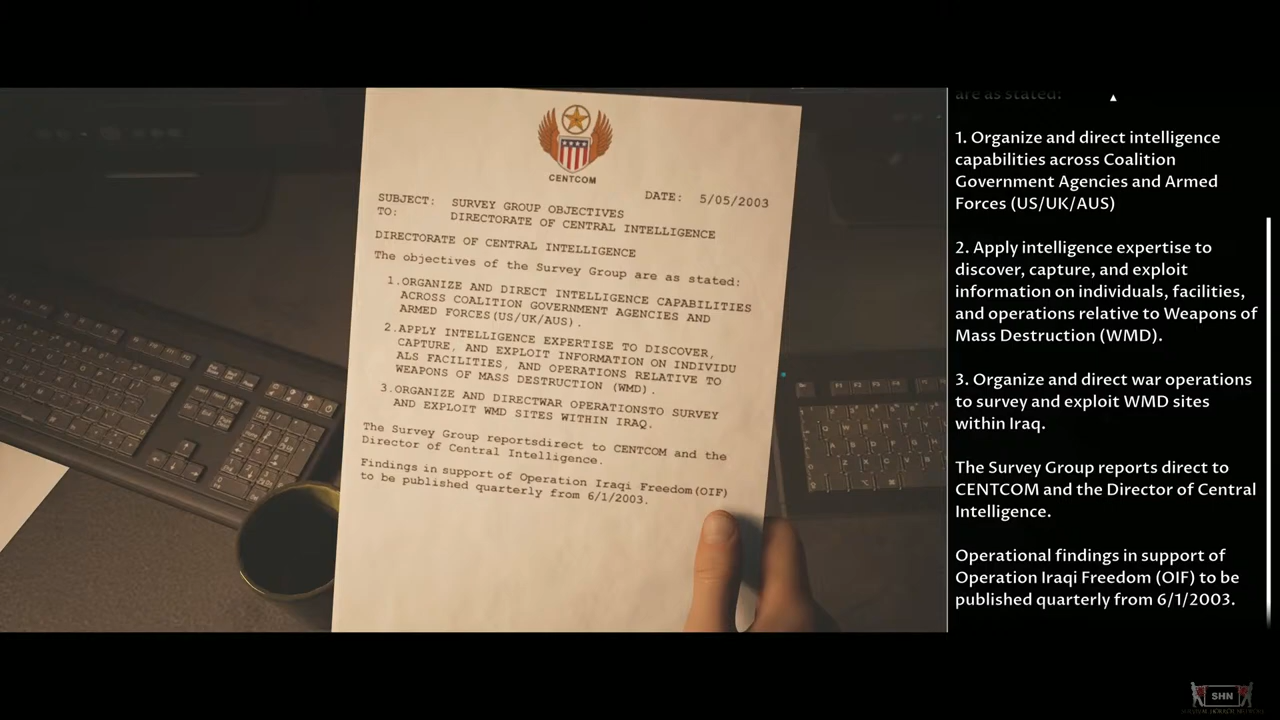 CENTCOM
DATE: 5/05/2003
SUBJECT: SURVEY GROUP OBJECTIVES
TO: DIRECTORATE OF CENTRAL INTELLIGENCE
DIRECTORATE OF CENTRAL INTELLIGENCE
The objectives of the Survey Group are as stated:
1.ORGANIZE AND DIRECT INTELLIGENCE CAPABILITIES
ACROSS COALITION GOVERNMENT AGENCIES AND
ARMED FORCES(US/UK/AUS).
2.APPLY INTELLIGENCE EXPERTISE TO DISCOVER,
CAPTURE, AND EXPLOIT INFORMATION ON INDIVIDU
ALS FACILITIES, AND OPERATIONS RELATIVE TO
WEAPONS OF MASS DESTRUCTION (WMD).
3.ORGANIZE AND DIRECTWAR OPERATIONSTO SURVEY
AND EXPLOIT WMD SITES WITHIN IRAQ.
The Survey Group reportsdirect to CENTCOM and the
Director of Central Intelligence.
Findings in support of Operation Iraqi Freedom(OIF)
to be published quarterly from 6/1/2003.
are as stated:
1. Organize and direct intelligence
capabilities across Coalition
Government Agencies and Armed
Forces (US/UK/AUS)
2. Apply intelligence expertise to
discover, capture, and exploit
information on individuals, facilities,
and operations relative to Weapons of
Mass Destruction (WMD).
3. Organize and direct war operations
to survey and exploit WMD sites
within Iraq.
The Survey Group reports direct to
CENTCOM and the Director of Central
Intelligence.
Operational findings in support of
Operation Iraqi Freedom (OIF) to be
published quarterly from 6/1/2003.
SHN